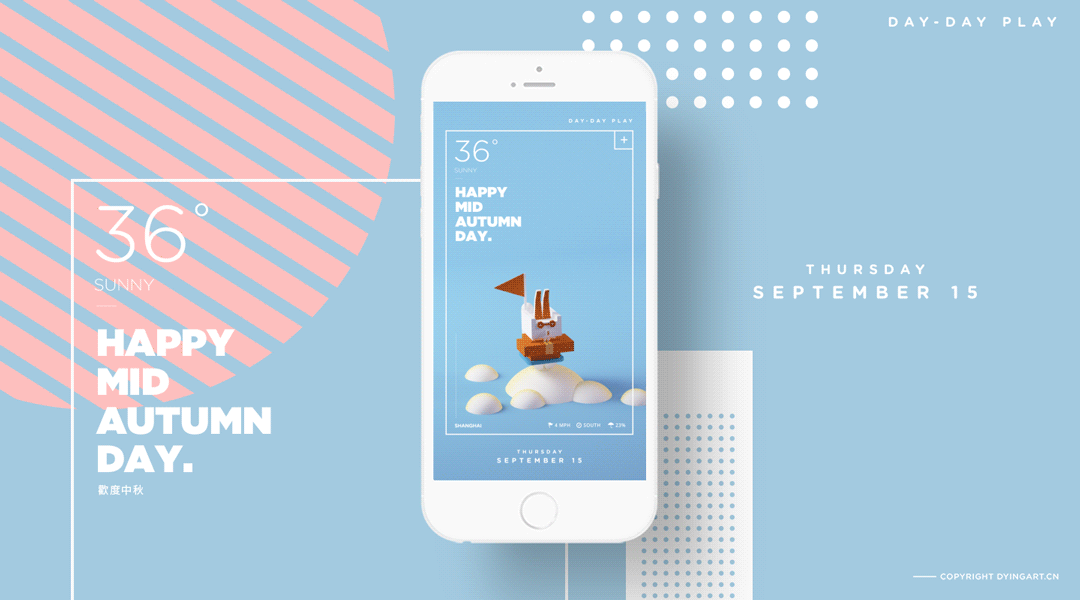 DAY-DAY PLAY
36°
SUNNY
HAPPY
MID
AUTUMN
DAY.
歡度中秋
DAY-DAY PLAY
36°
SUNNY
HAPPY
MID
AUTUMN
DAY.
SHANGHAI
4 MPH
SOUTH
23%
THURSDAY
SEPTEMBER 15
THURSDAY
SEPTEMBER 15
COPYRIGHT DYINGART.CN